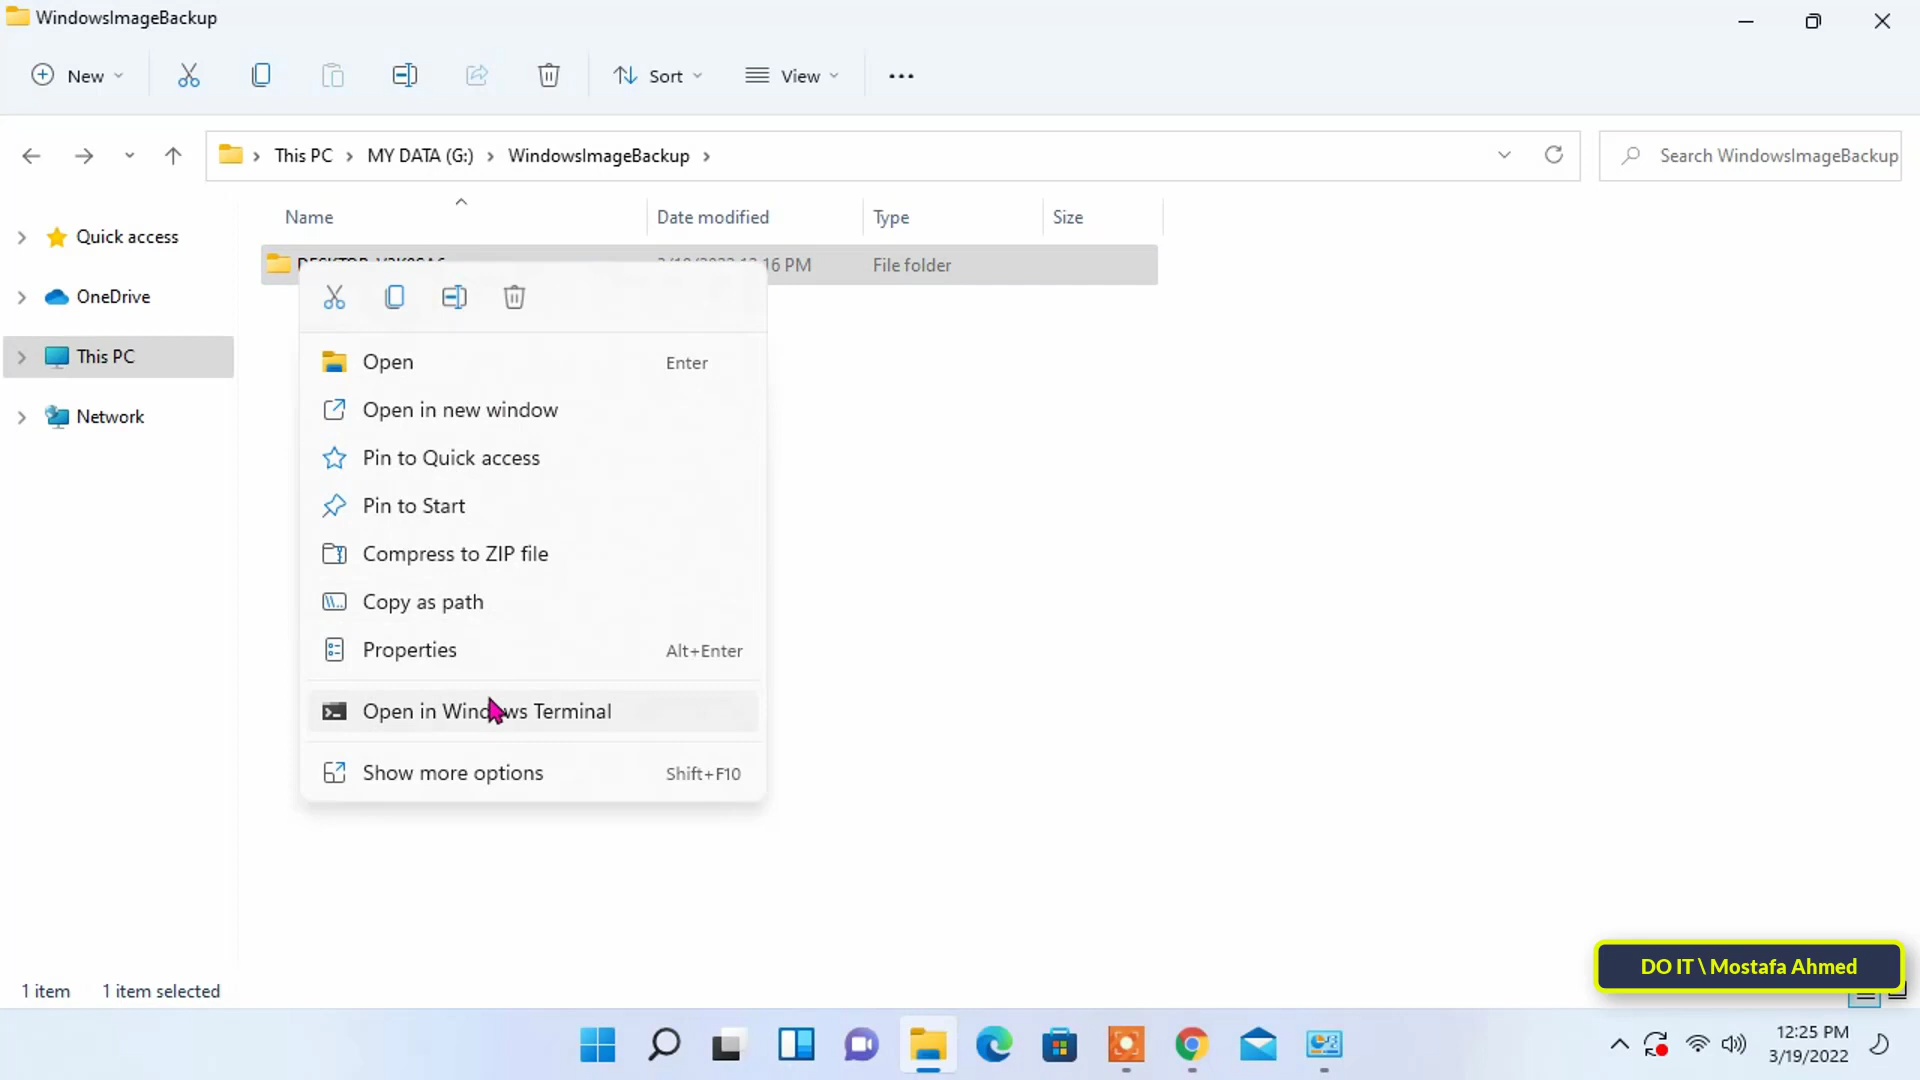 WindowsImageBackup
New
Sort
View
This PC
MY DATA (G:)
WindowsImageBackup
Search WindowsImageBackup
Name
Date modified
Type
Size
Quick access
OneDrive
This PC
Network
16 PM
File folder
Open
Enter
Open in new window
Pin to Quick access
Pin to Start
Compress to ZIP file
Copy as path
Properties
Alt+Enter
Open in Windows Terminal
Show more options
Shift+F10
DO IT \ Mostafa Ahmed
1 item
1 item selected
12:25 PM
3/19/2022